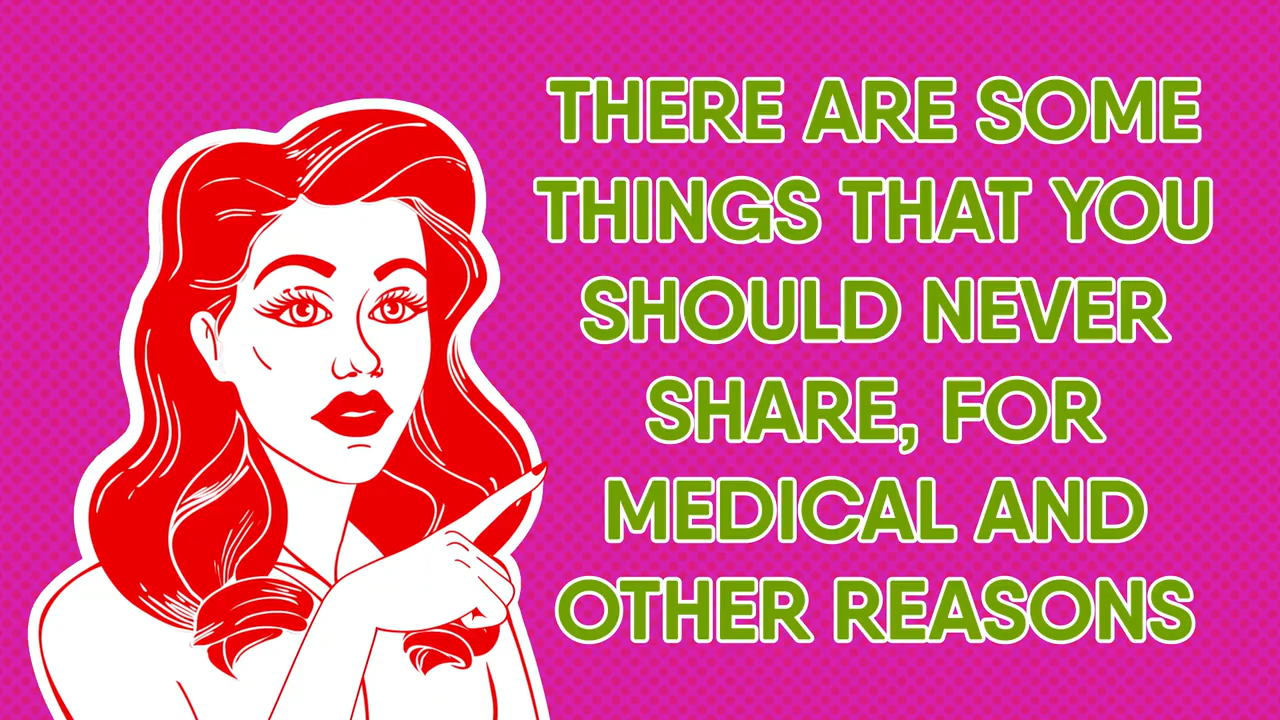 THERE ARE SOME
THINGS THAT YOU
SHOULD NEVER
SHARE, FOR
MEDICAL AND
OTHER REASONS